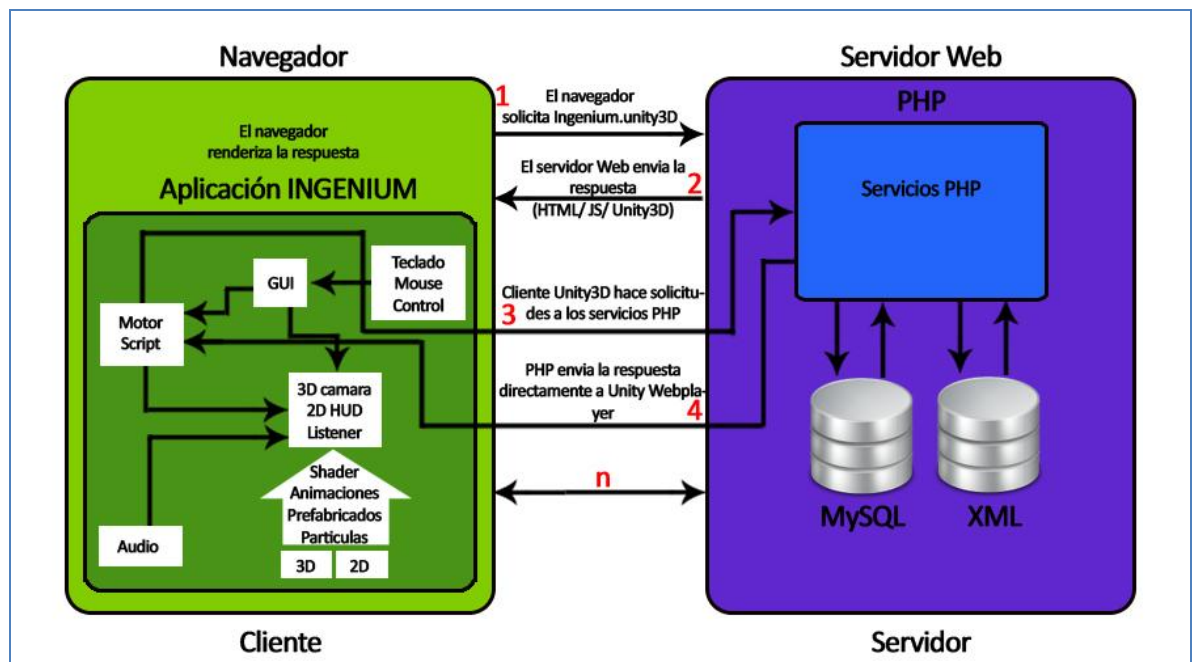 Navegador
Servidor Web
El navegador
renderiza la respuesta
Aplicación INGENIUM
GUI
Teclado
Mouse
Control
Motor
Script
3D camara
2D HUD
Listener
Shader
Animaciones
Prefabricados
Particulas
3D
2D
Audio
Cliente
1
El navegador
solicita Ingenium.unity3D
El servidor Web envia la
respuesta
2
(HTML/ JS/ Unity3D)
Cliente Unity3D hace solicitu-
3
des a los servicios PHP
PHP envia la respuesta
directamente a Unity Webpla-
yer
4
n
PHP
Servicios PHP
MySQL
XML
Servidor